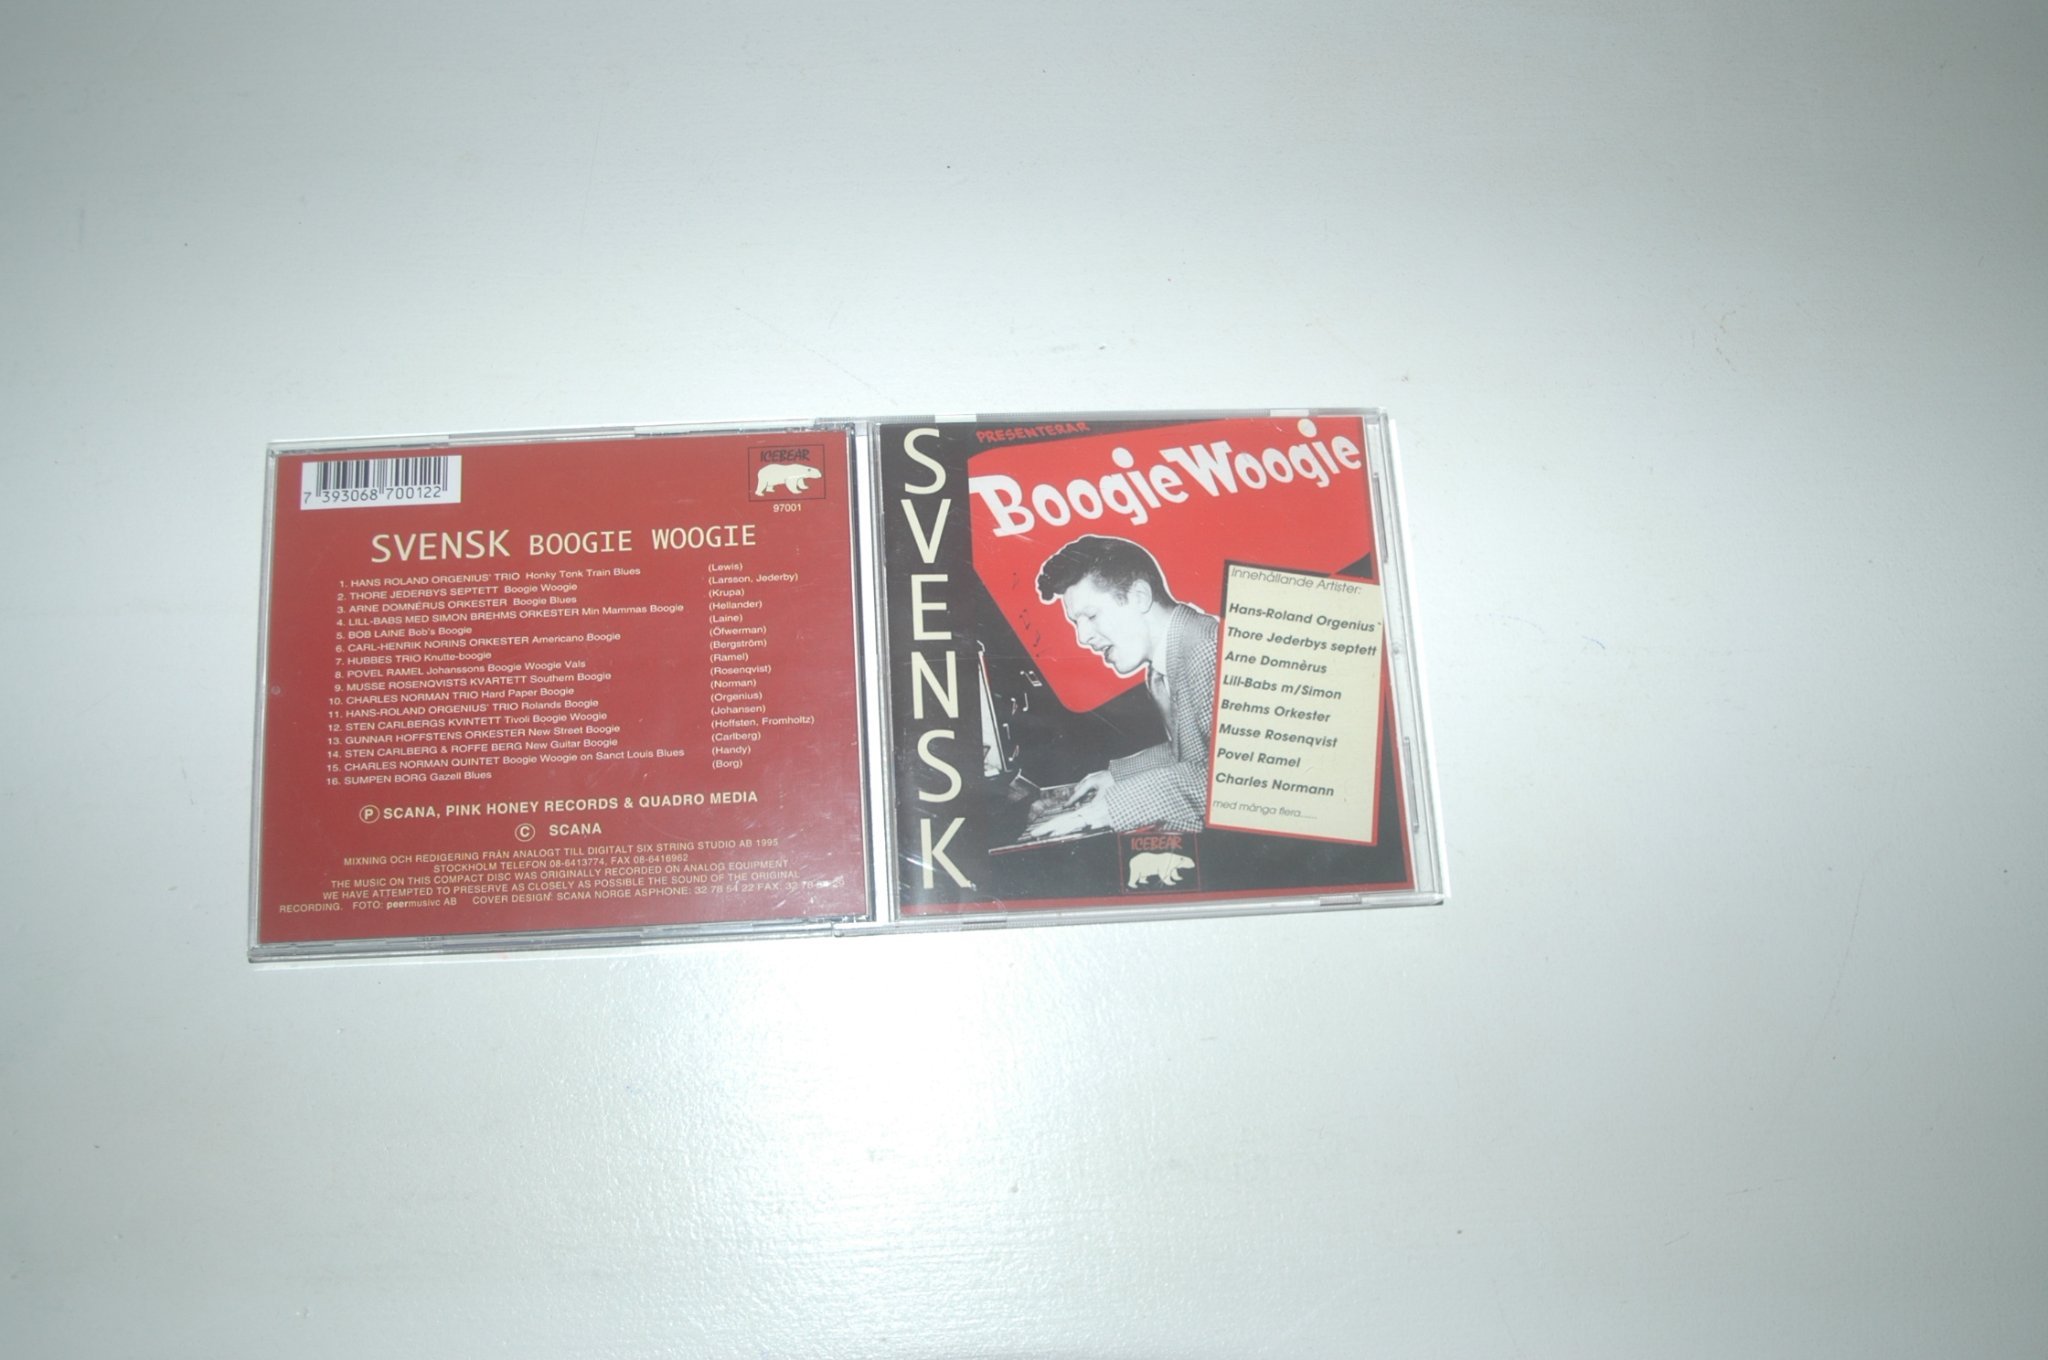 7 393068 700122
ICEBEAR
97001
SVENSK BOOGIE WOOGIE
1. HANS ROLAND ORGENIUS' TRIO Honky Tonk Train Blues (Lewis)
2. THORE JEDERBYS SEPTETT Boogie Woogie (Larsson, Jederby)
3. ARNE DOMNÉRUS ORKESTER Boogie Blues (Krupa)
4. LILL-BABS MED SIMON BREHMS ORKESTER Min Mammas Boogie (Hellander)
5. BOB LAINE Bob's Boogie (Laine)
6. CARL-HENRIK NORINS ORKESTER Americano Boogie (Öfwerman)
7. HUBBES TRIO Knutte-boogie (Bergström)
8. POVEL RAMEL Johanssons Boogie Woogie Vals (Ramel)
9. MUSSE ROSENQVISTS KVARTETT Southern Boogie (Rosenqvist)
10. CHARLES NORMAN TRIO Hard Paper Boogie (Norman)
11. HANS-ROLAND ORGENIUS' TRIO Rolands Boogie (Orgenius)
12. STEN CARLBERGS KVINTETT Tivoli Boogie Woogie (Johansen)
13. GUNNAR HOFFSTENS ORKESTER New Street Boogie (Hoffsten, Fromholtz)
14. STEN CARLBERG & ROFFE BERG New Guitar Boogie (Carlberg)
15. CHARLES NORMAN QUINTET Boogie Woogie on Sanct Louis Blues (Handy)
16. SUMPEN BORG Gazell Blues (Borg)
Ⓟ SCANA, PINK HONEY RECORDS & QUADRO MEDIA
© SCANA
MIXNING OCH REDIGERING FRÅN ANALOGT TILL DIGITALT SIX STRING STUDIO AB 1995
STOCKHOLM TELEFON 08-6413774, FAX 08-6416962
THE MUSIC ON THIS COMPACT DISC WAS ORIGINALLY RECORDED ON ANALOG EQUIPMENT
WE HAVE ATTEMPTED TO PRESERVE AS CLOSELY AS POSSIBLE THE SOUND OF THE ORIGINAL
RECORDING. FOTO: peermusivc AB COVER DESIGN: SCANA NORGE ASPHONE: 32 78 54 22 FAX: 32 78
SVENSK
PRESENTERAR
Boogie Woogie
Innehållande Artister:
Hans-Roland Orgenius`
Thore Jederbys septett
Arne Domnèrus
Lill-Babs m/Simon
Brehms Orkester
Musse Rosenqvist
Povel Ramel
Charles Normann
med många flera......
ICEBEAR